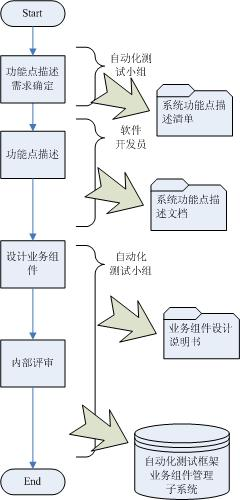 Start
自动化测
试小组
功能点描述
需求确定
系统功能点描
述清单
软件
开发员
功能点描述
系统功能点描
述文档
自动化
测试小组
设计业务组
件
业务组件设计
说明书
内部评审
自动化测试框架
业务组件管理
子系统
End